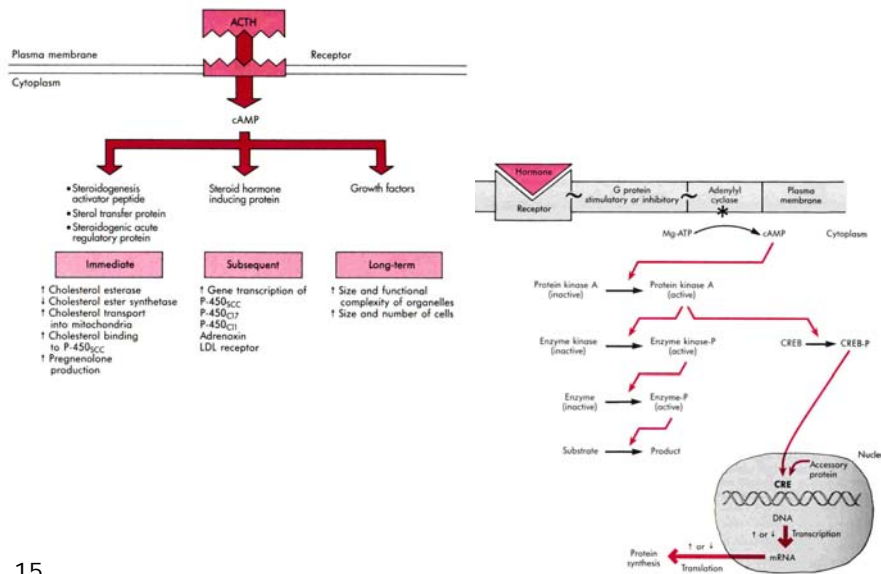 ACTH
Plasma membrane
Receptor
Cytoplasm
cAMP
• Steroidogenesis
activator peptide
• Sterol transfer protein
• Steroidogenic acute
regulatory protein
Steroid hormone
inducing protein
Growth factors
Immediate
Subsequent
Long-term
↑ Cholesterol esterase
↓ Cholesterol ester synthetase
↑ Cholesterol transport
into mitochondria
↑ Cholesterol binding
to P-450SCC
↑ Pregnenolone
production
↑ Gene transcription of
P-450SCC
P-450C17
P-450C11
Adrenoxin
LDL receptor
↑ Size and functional
complexity of organelles
↑ Size and number of cells
Hormone
Receptor
G protein
stimulatory or inhibitory
Adenylyl
cyclase
Plasma
membrane
Mg-ATP
cAMP
Cytoplasm
Protein kinase A
(inactive)
Protein kinase A
(active)
Enzyme kinase
(inactive)
Enzyme kinase-P
(active)
CREB
CREB-P
Enzyme
(inactive)
Enzyme-P
(active)
Substrate
Product
Nucle
Accessory
protein
CRE
DNA
↑ or ↓
Transcription
mRNA
↑ or ↓
Translation
Protein
synthesis
15